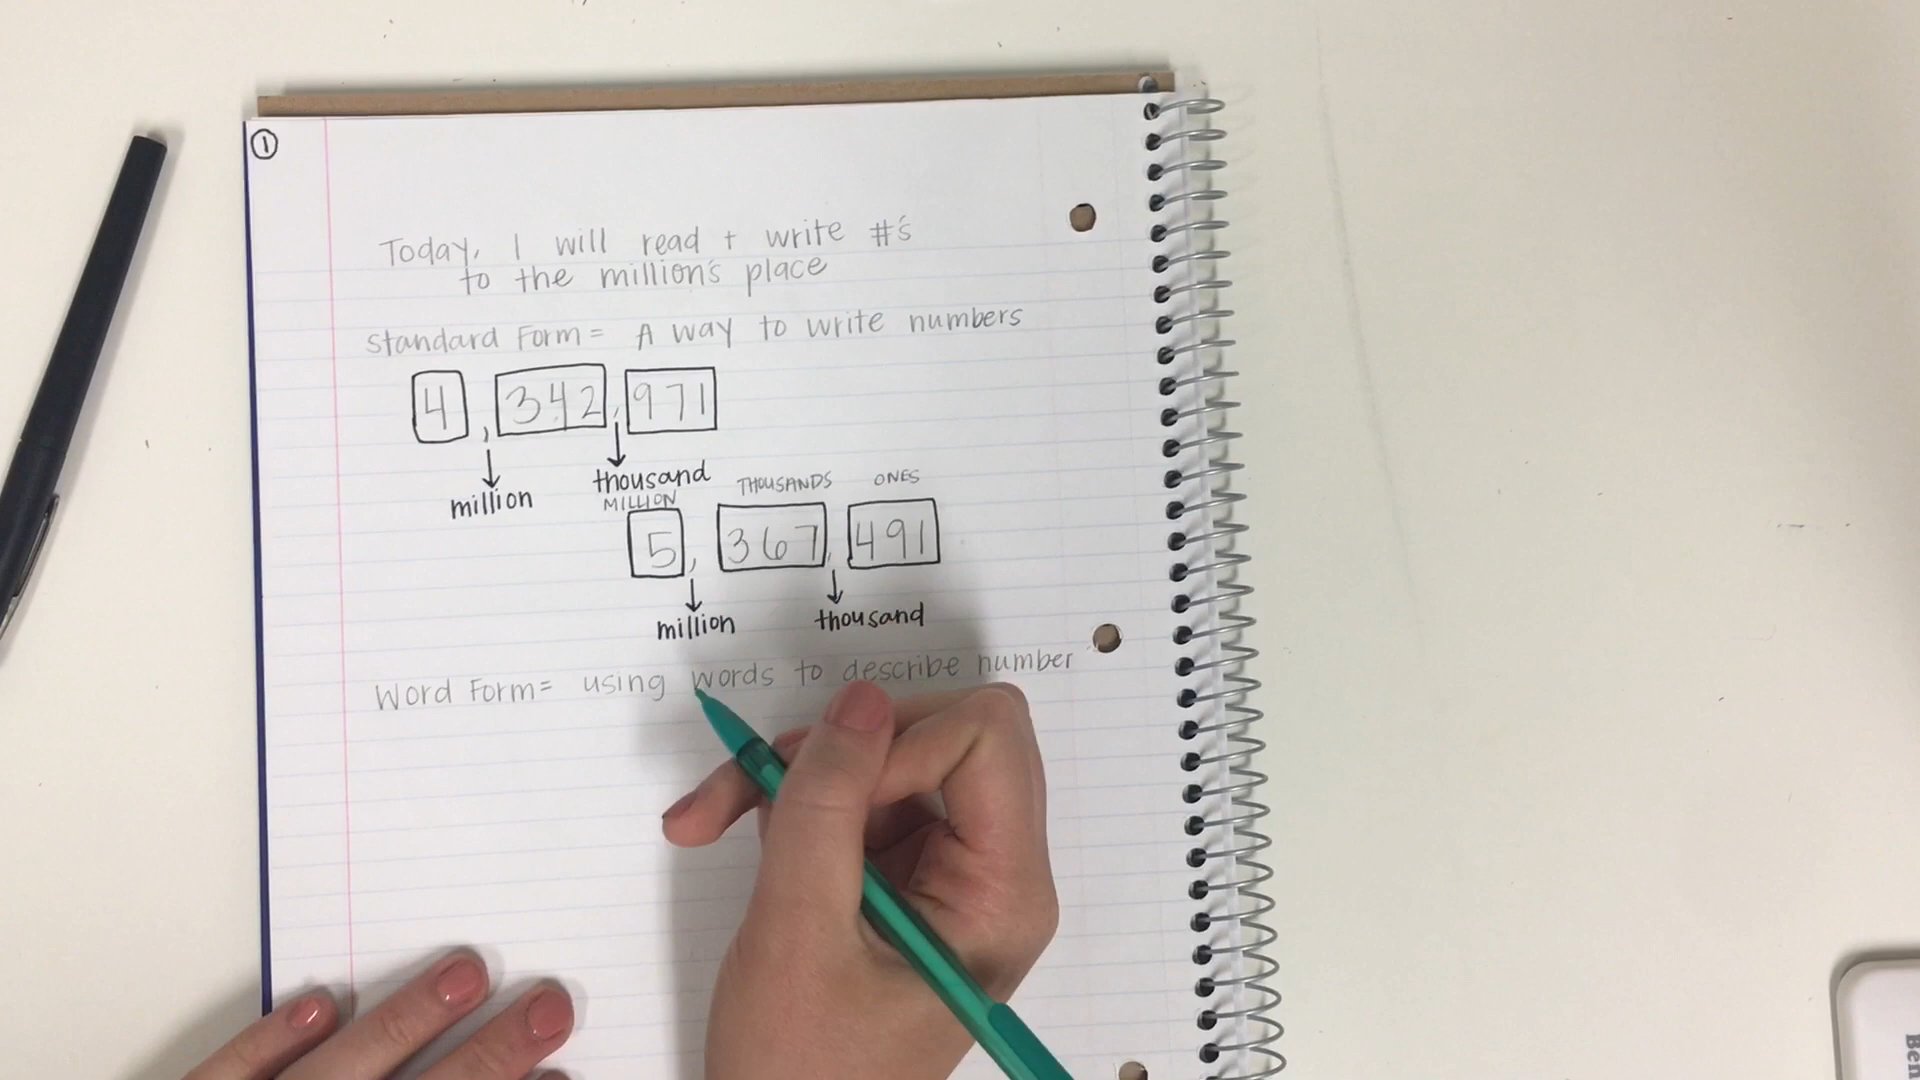 ①
Today, I will read + write #'s
to the million's place
Standard Form = A way to write numbers
4, 342, 971
million thousand
MILLION THOUSANDS ONES
5, 367, 491
million thousand
Word Form = using words to describe number
Ben